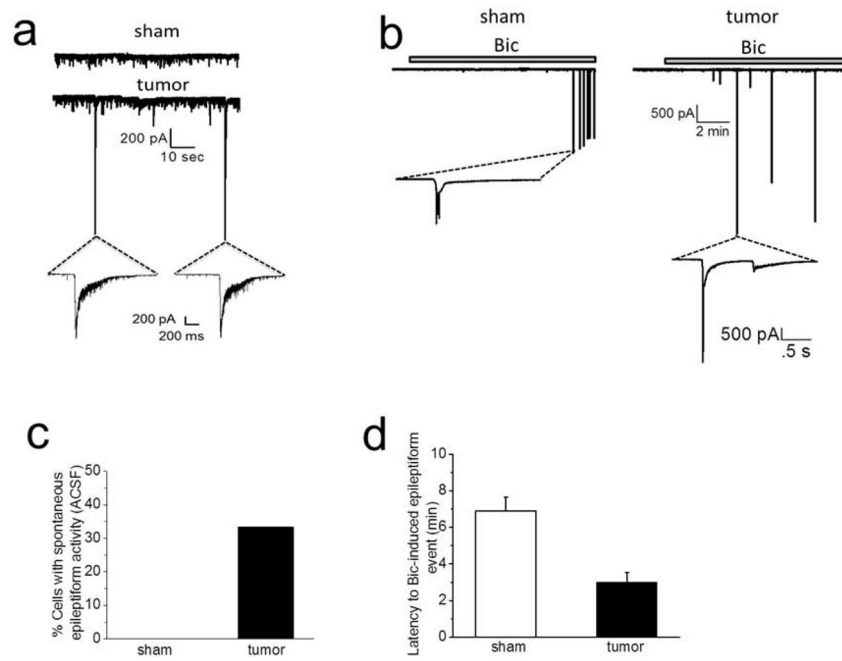 a
sham
tumor
200 pA
10 sec
200 pA
200 ms
b
sham
Bic
tumor
Bic
500 pA
2 min
500 pA
.5 s
c
% Cells with spontaneous
epileptiform activity (ACSF)
50
40
30
20
10
0
sham
tumor
d
Latency to Bic-induced epileptiform
event (min)
10
8
6
4
2
0
sham
tumor